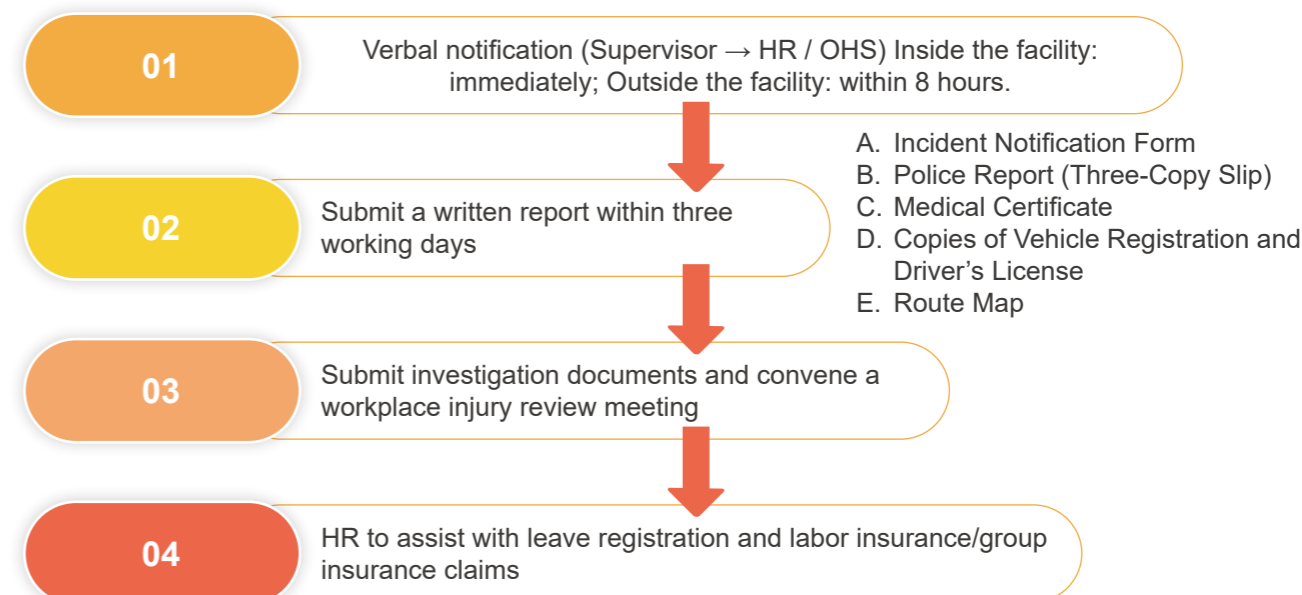 01
Verbal notification (Supervisor → HR / OHS) Inside the facility:
immediately; Outside the facility: within 8 hours.
02
Submit a written report within three
working days
A. Incident Notification Form
B. Police Report (Three-Copy Slip)
C. Medical Certificate
D. Copies of Vehicle Registration and
Driver’s License
E. Route Map
03
Submit investigation documents and convene a
workplace injury review meeting
04
HR to assist with leave registration and labor insurance/group
insurance claims